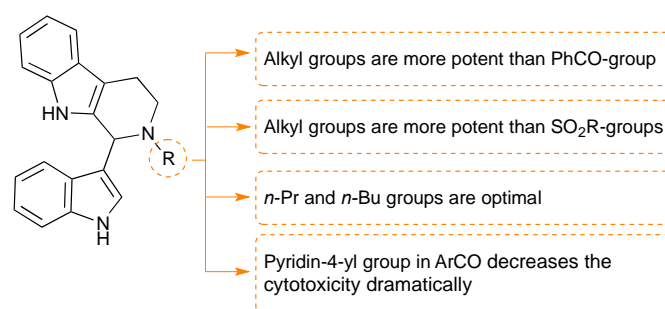 Alkyl groups are more potent than PhCO-group
HN
N
Alkyl groups are more potent than SO₂R-groups
R
n-Pr and n-Bu groups are optimal
NH
Pyridin-4-yl group in ArCO decreases the
cytotoxicity dramatically